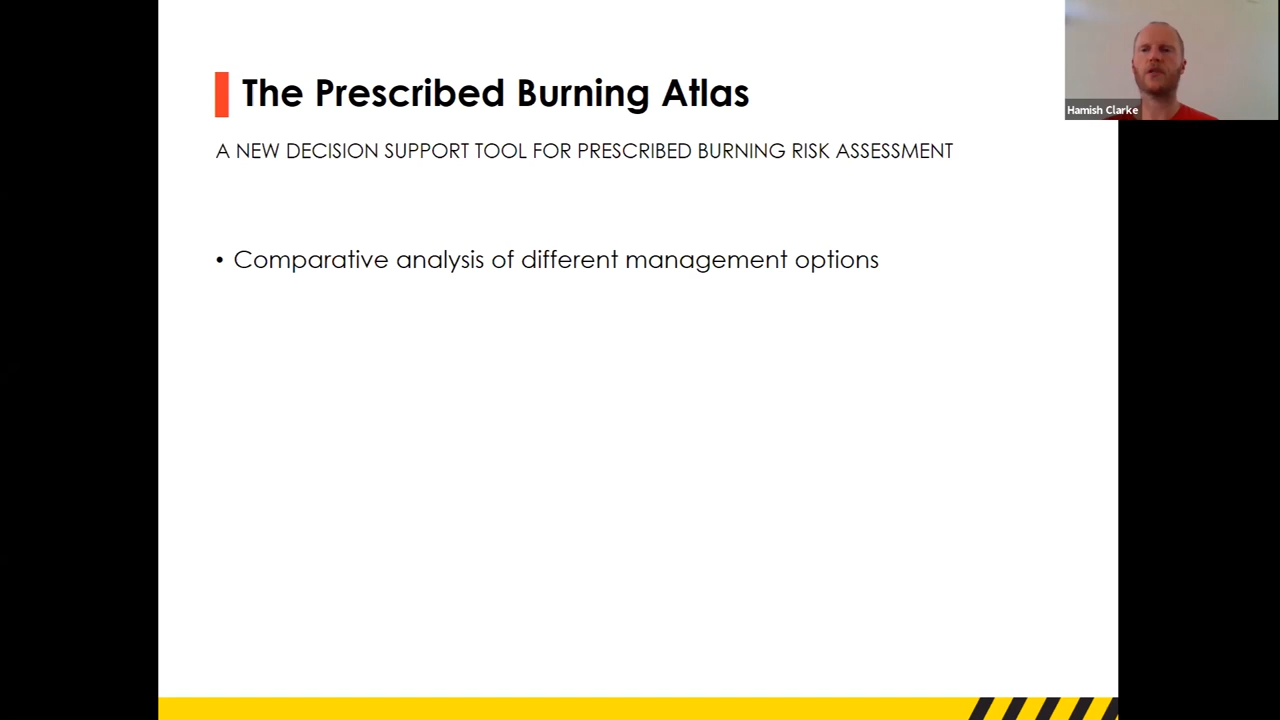 The Prescribed Burning Atlas
A NEW DECISION SUPPORT TOOL FOR PRESCRIBED BURNING RISK ASSESSMENT
• Comparative analysis of different management options
Hamish Clarke